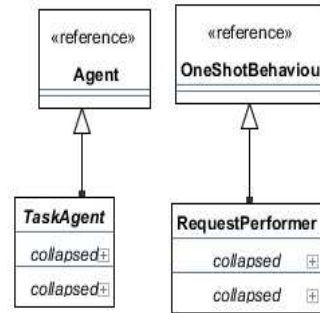 «reference»
Agent
«reference»
OneShotBehaviou
TaskAgent
collapsed
collapsed
RequestPerformer
collapsed
collapsed